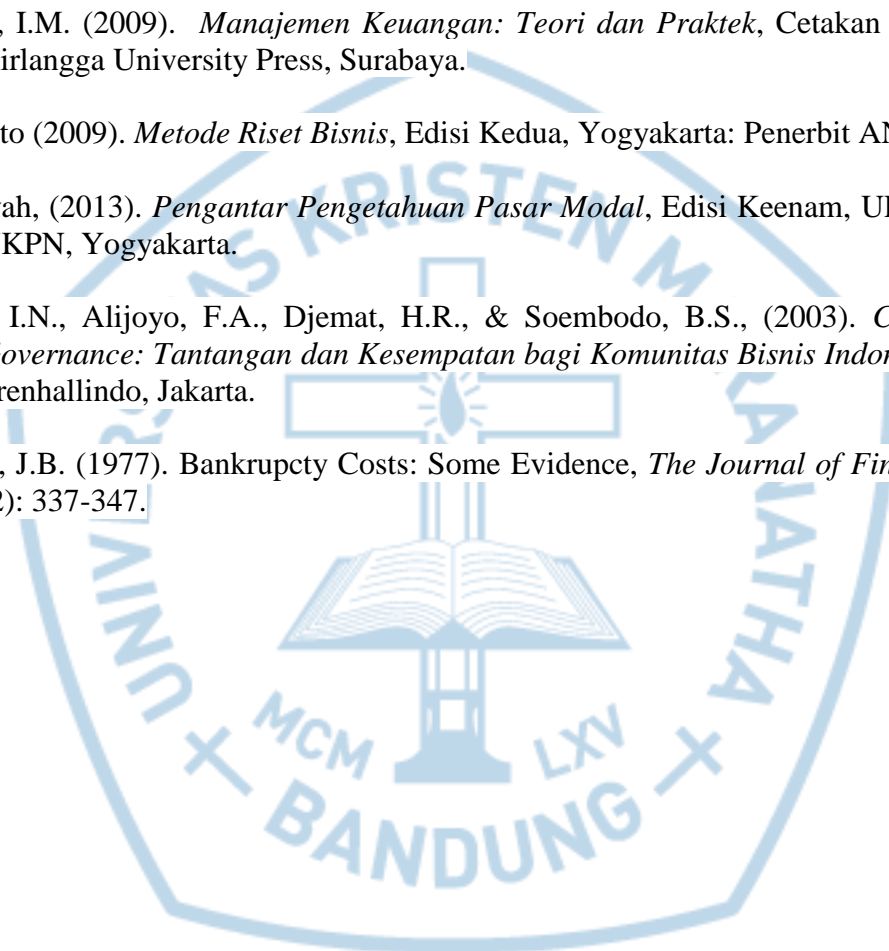 , I.M. (2009). Manajemen Keuangan: Teori dan Praktek, Cetakan
irlangga University Press, Surabaya.
to (2009). Metode Riset Bisnis, Edisi Kedua, Yogyakarta: Penerbit AN
ah, (2013). Pengantar Pengetahuan Pasar Modal, Edisi Keenam, U
KPN, Yogyakarta.
I.N., Alijoyo, F.A., Djemat, H.R., & Soembodo, B.S., (2003). C
overnance: Tantangan dan Kesempatan bagi Komunitas Bisnis Indon
renhallindo, Jakarta.
, J.B. (1977). Bankrupcty Costs: Some Evidence, The Journal of Fin
2): 337-347.
UNIVERSITAS KRISTEN MARANATHA
MCM LXV
BANDUNG